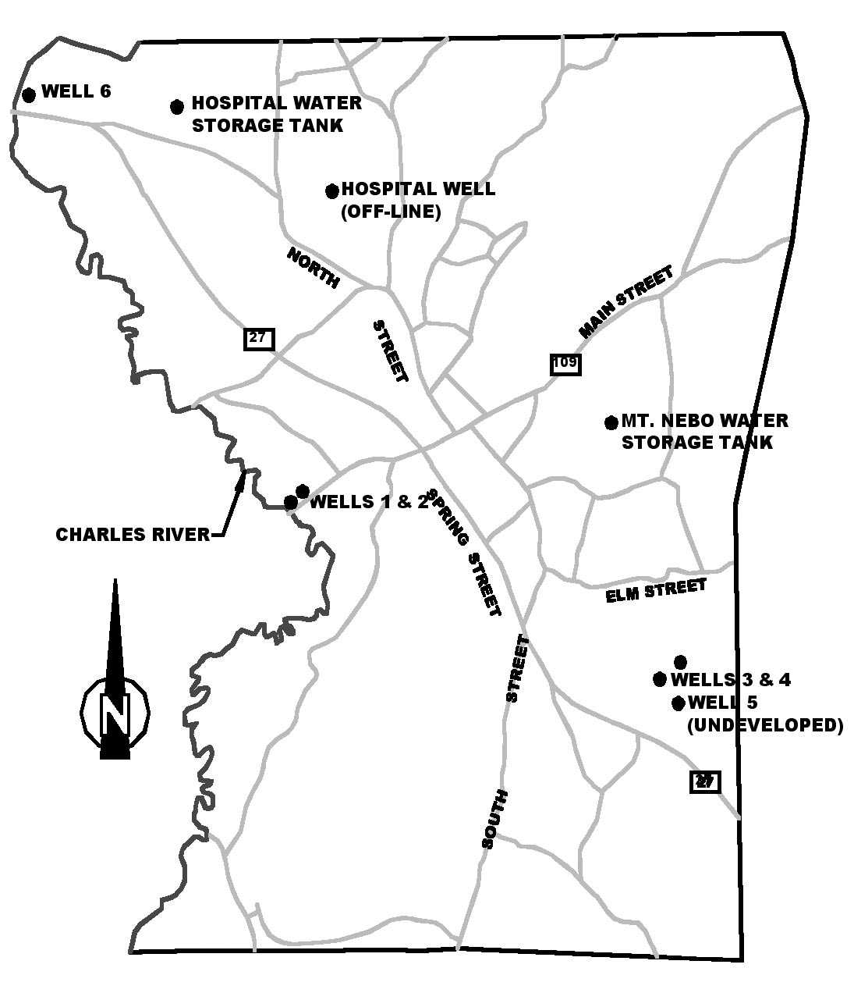 WELL 6
HOSPITAL WATER
STORAGE TANK
HOSPITAL WELL
(OFF-LINE)
NORTH
STREET
MAIN STREET
27
109
MT. NEBO WATER
STORAGE TANK
WELLS 1 & 2
SPRING STREET
CHARLES RIVER
ELM STREET
STREET
WELLS 3 & 4
WELL 5
(UNDEVELOPED)
N
27
SOUTH